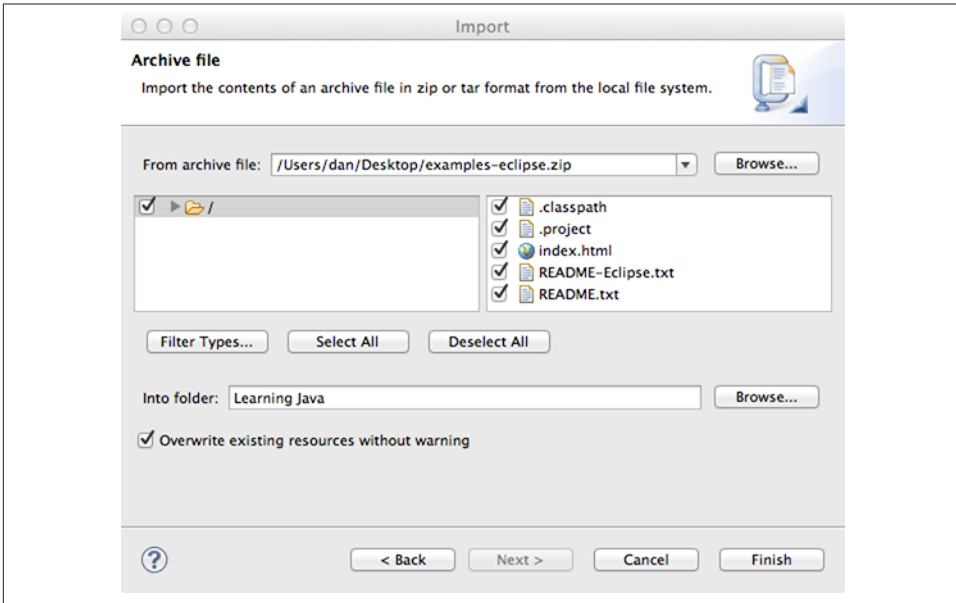 Import
Archive file
Import the contents of an archive file in zip or tar format from the local file system.
From archive file: /Users/dan/Desktop/examples-eclipse.zip Browse...
/
.classpath
.project
index.html
README-Eclipse.txt
README.txt
Filter Types... Select All Deselect All
Into folder: Learning Java Browse...
Overwrite existing resources without warning
? < Back Next > Cancel Finish